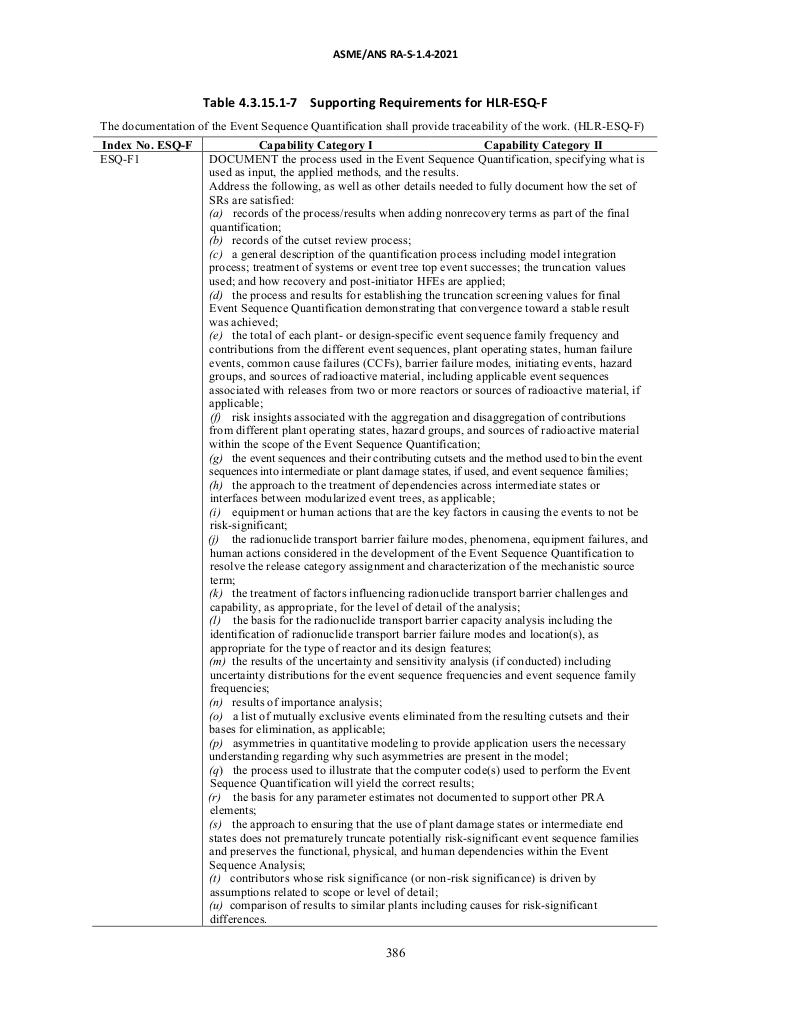 ASME/ANS RA-S-1.4-2021
Table 4.3.15.1-7 Supporting Requirements for HLR-ESQ-F
The documentation of the Event Sequence Quantification shall provide traceability of the work. (HLR-ESQ-F)
Index No. ESQ-F Capability Category I Capability Category II
ESQ-F1 DOCUMENT the process used in the Event Sequence Quantification, specifying what is
used as input, the applied methods, and the results.
Address the following, as well as other details needed to fully document how the set of
SRs are satisfied:
(a) records of the process/results when adding nonrecovery terms as part of the final
quantification;
(b) records of the cutset review process;
(c) a general description of the quantification process including model integration
process; treatment of systems or event tree top event successes; the truncation values
used; and how recovery and post-initiator HFEs are applied;
(d) the process and results for establishing the truncation screening values for final
Event Sequence Quantification demonstrating that convergence toward a stable result
was achieved;
(e) the total of each plant- or design-specific event sequence family frequency and
contributions from the different event sequences, plant operating states, human failure
events, common cause failures (CCFs), barrier failure modes, initiating events, hazard
groups, and sources of radioactive material, including applicable event sequences
associated with releases from two or more reactors or sources of radioactive material, if
applicable;
(f) risk insights associated with the aggregation and disaggregation of contributions
from different plant operating states, hazard groups, and sources of radioactive material
within the scope of the Event Sequence Quantification;
(g) the event sequences and their contributing cutsets and the method used to bin the event
sequences into intermediate or plant damage states, if used, and event sequence families;
(h) the approach to the treatment of dependencies across intermediate states or
interfaces between modularized event trees, as applicable;
(i) equipment or human actions that are the key factors in causing the events to not be
risk-significant;
(j) the radionuclide transport barrier failure modes, phenomena, equipment failures, and
human actions considered in the development of the Event Sequence Quantification to
resolve the release category assignment and characterization of the mechanistic source
term;
(k) the treatment of factors influencing radionuclide transport barrier challenges and
capability, as appropriate, for the level of detail of the analysis;
(l) the basis for the radionuclide transport barrier capacity analysis including the
identification of radionuclide transport barrier failure modes and location(s), as
appropriate for the type of reactor and its design features;
(m) the results of the uncertainty and sensitivity analysis (if conducted) including
uncertainty distributions for the event sequence frequencies and event sequence family
frequencies;
(n) results of importance analysis;
(o) a list of mutually exclusive events eliminated from the resulting cutsets and their
bases for elimination, as applicable;
(p) asymmetries in quantitative modeling to provide application users the necessary
understanding regarding why such asymmetries are present in the model;
(q) the process used to illustrate that the computer code(s) used to perform the Event
Sequence Quantification will yield the correct results;
(r) the basis for any parameter estimates not documented to support other PRA
elements;
(s) the approach to ensuring that the use of plant damage states or intermediate end
states does not prematurely truncate potentially risk-significant event sequence families
and preserves the functional, physical, and human dependencies within the Event
Sequence Analysis;
(t) contributors whose risk significance (or non-risk significance) is driven by
assumptions related to scope or level of detail;
(u) comparison of results to similar plants including causes for risk-significant
differences.
386